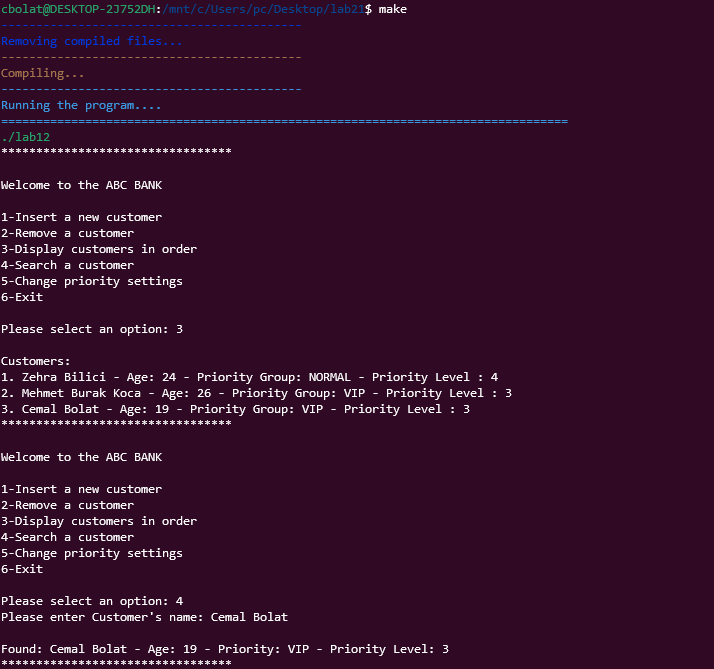 cbolat@DESKTOP-2J752DH:/mnt/c/Users/pc/Desktop/lab21$ make
-------------------------------------------
Removing compiled files...
-------------------------------------------
Compiling...
-------------------------------------------
Running the program....
=================================================================================
./lab12
*********************************
Welcome to the ABC BANK
1-Insert a new customer
2-Remove a customer
3-Display customers in order
4-Search a customer
5-Change priority settings
6-Exit
Please select an option: 3
Customers:
1. Zehra Bilici - Age: 24 - Priority Group: NORMAL - Priority Level : 4
2. Mehmet Burak Koca - Age: 26 - Priority Group: VIP - Priority Level : 3
3. Cemal Bolat - Age: 19 - Priority Group: VIP - Priority Level : 3
*********************************
Welcome to the ABC BANK
1-Insert a new customer
2-Remove a customer
3-Display customers in order
4-Search a customer
5-Change priority settings
6-Exit
Please select an option: 4
Please enter Customer's name: Cemal Bolat
Found: Cemal Bolat - Age: 19 - Priority: VIP - Priority Level: 3
*********************************